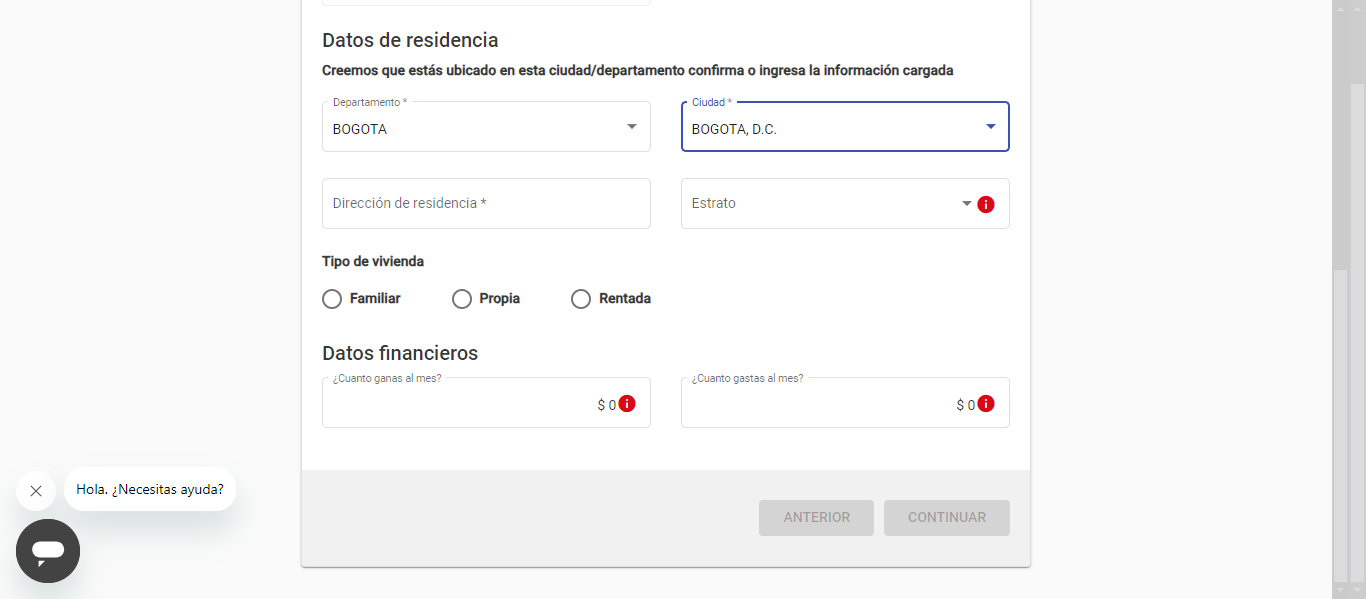 Datos de residencia
Creemos que estás ubicado en esta ciudad/departamento confirma o ingresa la información cargada
Departamento *
BOGOTA
Ciudad *
BOGOTA, D.C.
Dirección de residencia *
Estrato
Tipo de vivienda
Familiar
Propia
Rentada
Datos financieros
¿Cuanto ganas al mes?
$ 0
¿Cuanto gastas al mes?
$ 0
Hola. ¿Necesitas ayuda?
ANTERIOR
CONTINUAR